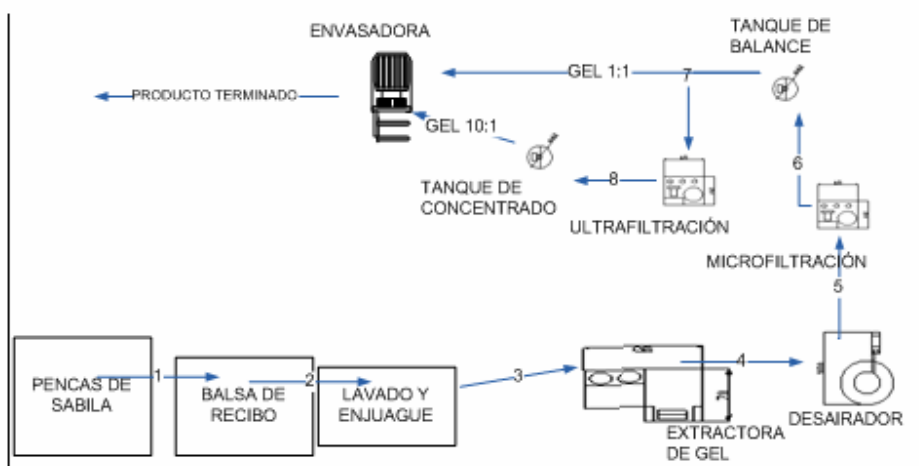 ENVASADORA
TANQUE DE
BALANCE
GEL 1:1
7
PRODUCTO TERMINADO
GEL 10:1
6
8
TANQUE DE
CONCENTRADO
ULTRAFILTRACIÓN
MICROFILTRACIÓN
5
PENCAS DE
SABILA
1
BALSA DE
RECIBO
2
LAVADO Y
ENJUAGUE
3
4
EXTRACTORA
DE GEL
DESAIRADOR